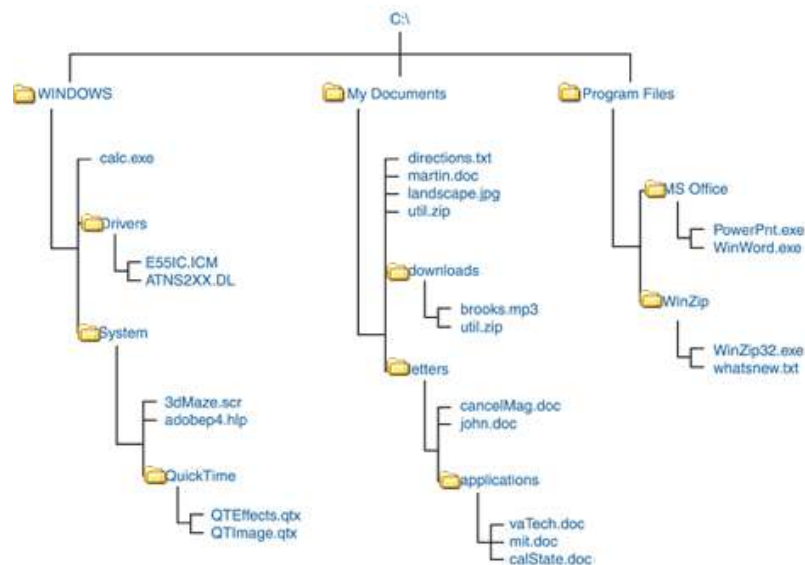 C:\
WINDOWS
calc.exe
Drivers
E55IC.ICM
ATNS2XX.DL
System
3dMaze.scr
adobep4.hlp
QuickTime
QTEffects.qtx
QTImage.qtx
My Documents
directions.txt
martin.doc
landscape.jpg
util.zip
downloads
brooks.mp3
util.zip
letters
cancelMag.doc
john.doc
applications
vaTech.doc
mit.doc
calState.doc
Program Files
MS Office
PowerPnt.exe
WinWord.exe
WinZip
WinZip32.exe
whatsnew.txt